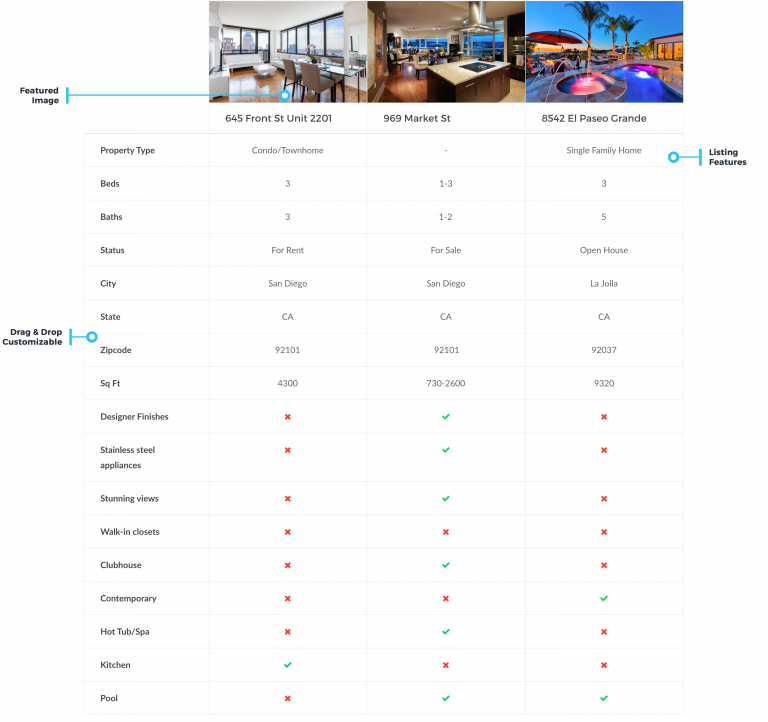 Featured
Image
645 Front St Unit 2201 969 Market St 8542 El Paseo Grande
Property Type Condo/Townhome - Single Family Home
Listing
Features
Beds 3 1-3 3
Baths 3 1-2 5
Status For Rent For Sale Open House
City San Diego San Diego La Jolla
State CA CA CA
Drag & Drop
Customizable
Zipcode 92101 92101 92037
Sq Ft 4300 730-2600 9320
Designer Finishes ✖ ✔ ✖
Stainless steel ✖ ✔ ✖
appliances
Stunning views ✖ ✔ ✖
Walk-in closets ✖ ✖ ✖
Clubhouse ✖ ✔ ✖
Contemporary ✖ ✖ ✔
Hot Tub/Spa ✖ ✔ ✖
Kitchen ✔ ✖ ✖
Pool ✖ ✔ ✔